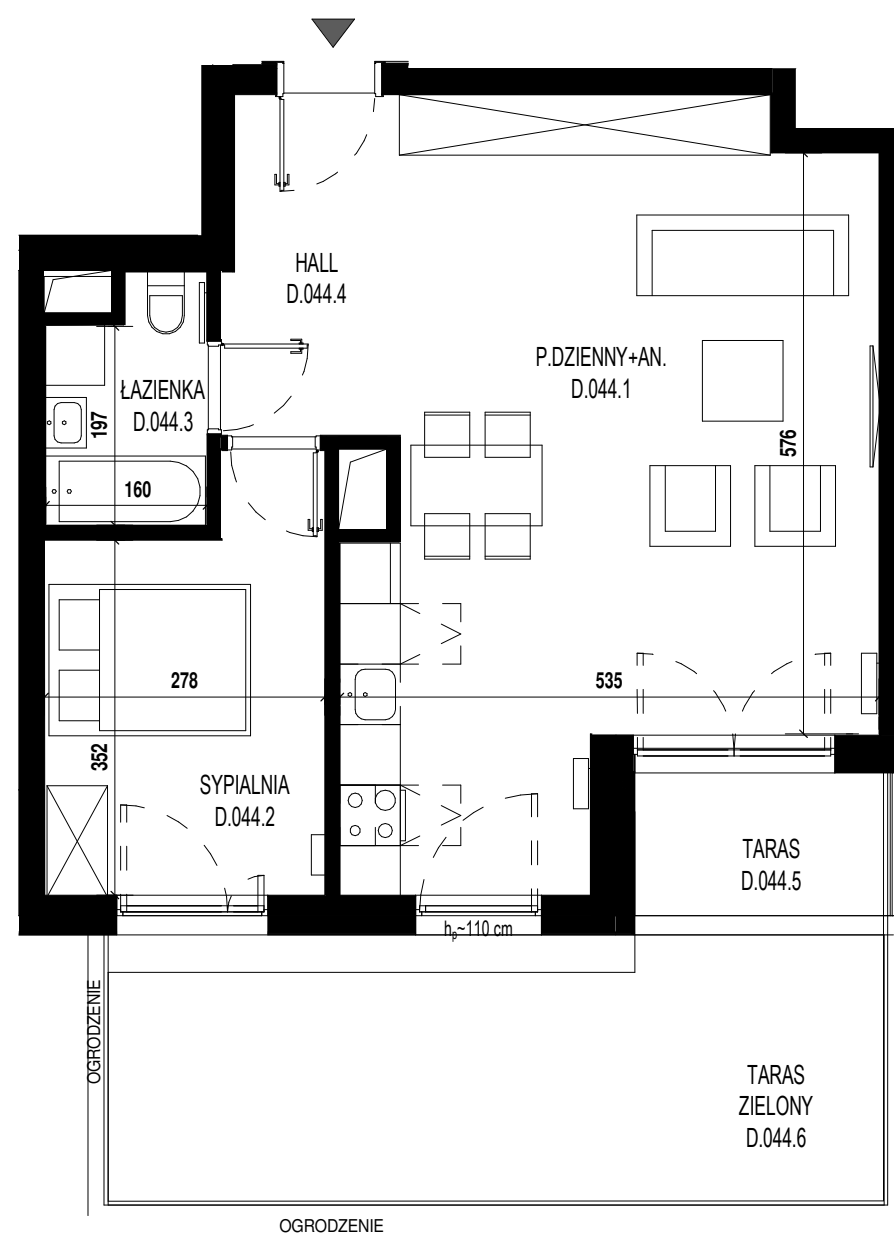 HALL
D.044.4
P.DZIENNY+AN.
D.044.1
ŁAZIENKA
D.044.3
197
160
576
278
535
352
SYPIALNIA
D.044.2
TARAS
D.044.5
hp~110 cm
OGRODZENIE
TARAS
ZIELONY
D.044.6
OGRODZENIE